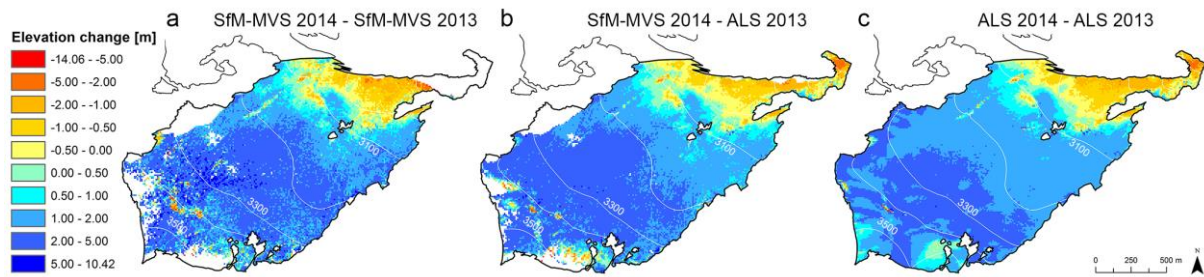 a SfM-MVS 2014 - SfM-MVS 2013
b SfM-MVS 2014 - ALS 2013
c ALS 2014 - ALS 2013
Elevation change [m]
-14.06 - -5.00
-5.00 - -2.00
-2.00 - -1.00
-1.00 - -0.50
-0.50 - 0.00
0.00 - 0.50
0.50 - 1.00
1.00 - 2.00
2.00 - 5.00
5.00 - 10.42
3100
3300
3500
3100
3300
3500
3100
3300
3500
0 250 500 m
N